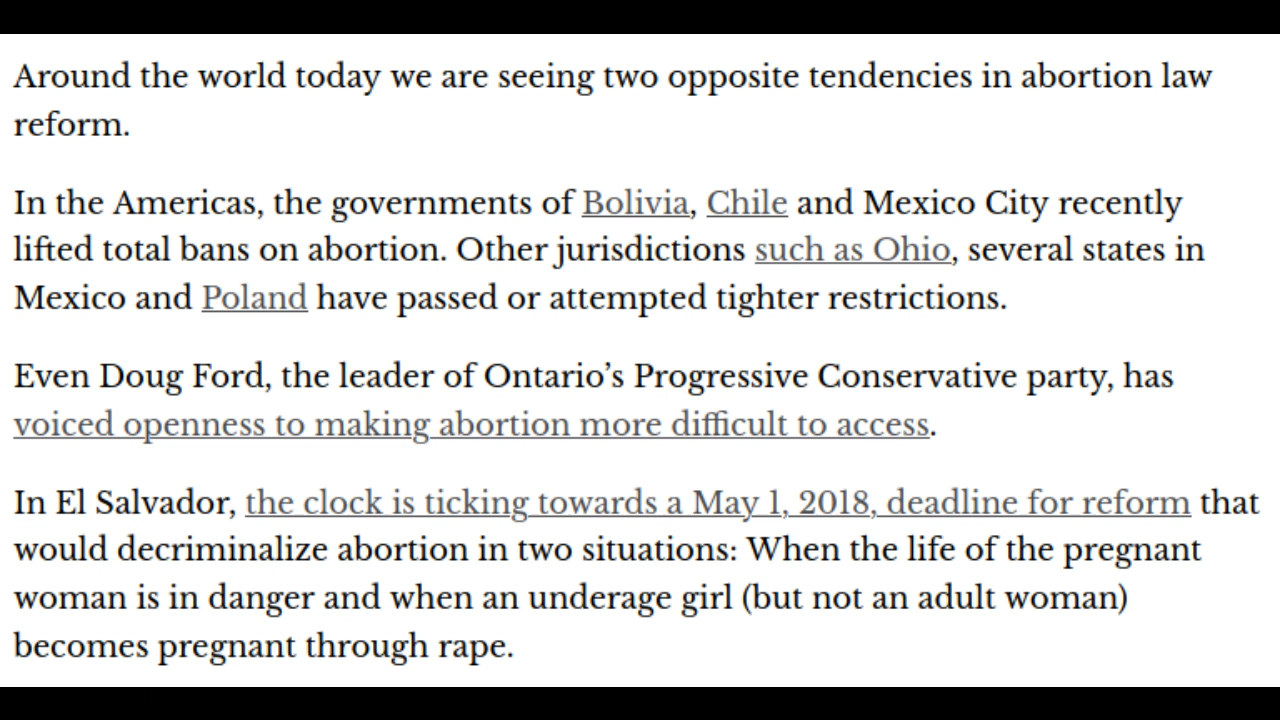 Around the world today we are seeing two opposite tendencies in abortion law
reform.
In the Americas, the governments of Bolivia, Chile and Mexico City recently
lifted total bans on abortion. Other jurisdictions such as Ohio, several states in
Mexico and Poland have passed or attempted tighter restrictions.
Even Doug Ford, the leader of Ontario’s Progressive Conservative party, has
voiced openness to making abortion more difficult to access.
In El Salvador, the clock is ticking towards a May 1, 2018, deadline for reform that
would decriminalize abortion in two situations: When the life of the pregnant
woman is in danger and when an underage girl (but not an adult woman)
becomes pregnant through rape.